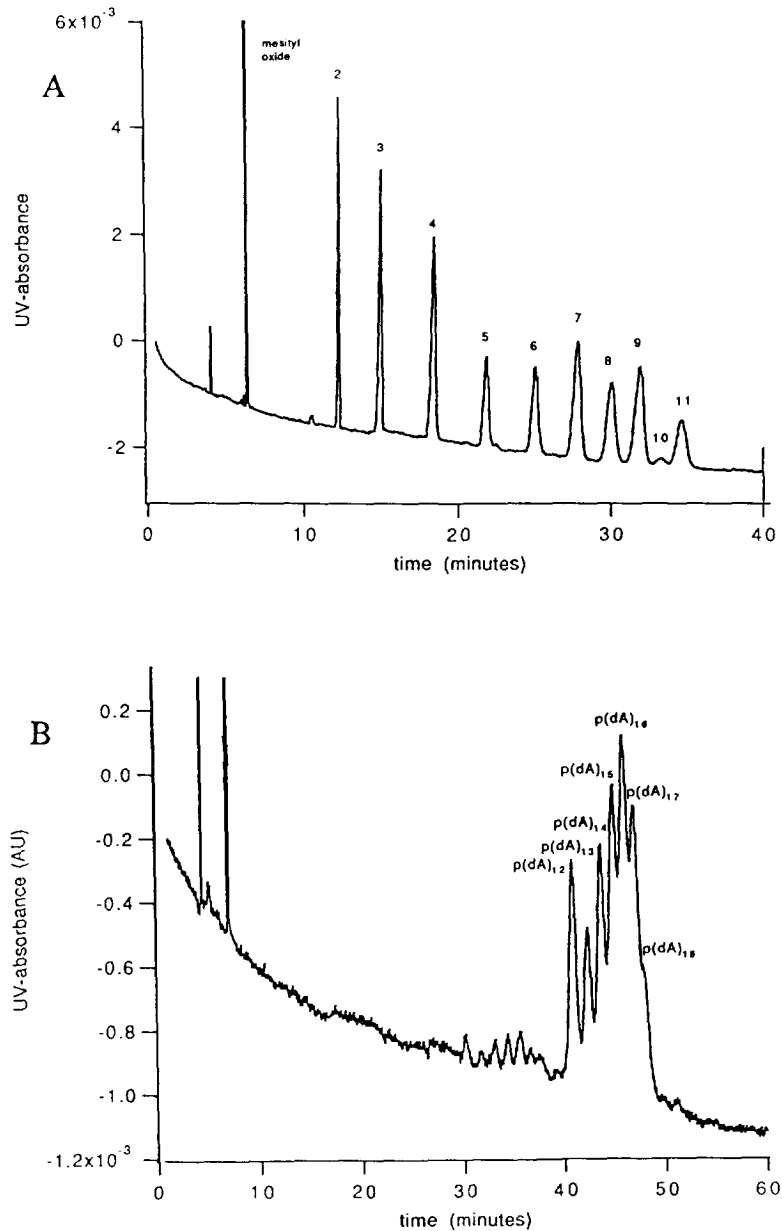 6x10-3
mesityl
oxide
A
2
4
3
4
2
UV-absorbance
7
0
5
6
9
8
11
10
-2
0
10
20
30
40
time (minutes)
B
0.2
p(dA)16
0.0
p(dA)15
p(dA)17
-0.2
p(dA)14
p(dA)13
p(dA)12
-0.4
UV-absorbance (AU)
p(dA)18
-0.6
-0.8
-1.0
-1.2x10-3
0
10
20
30
40
50
60
time (minutes)